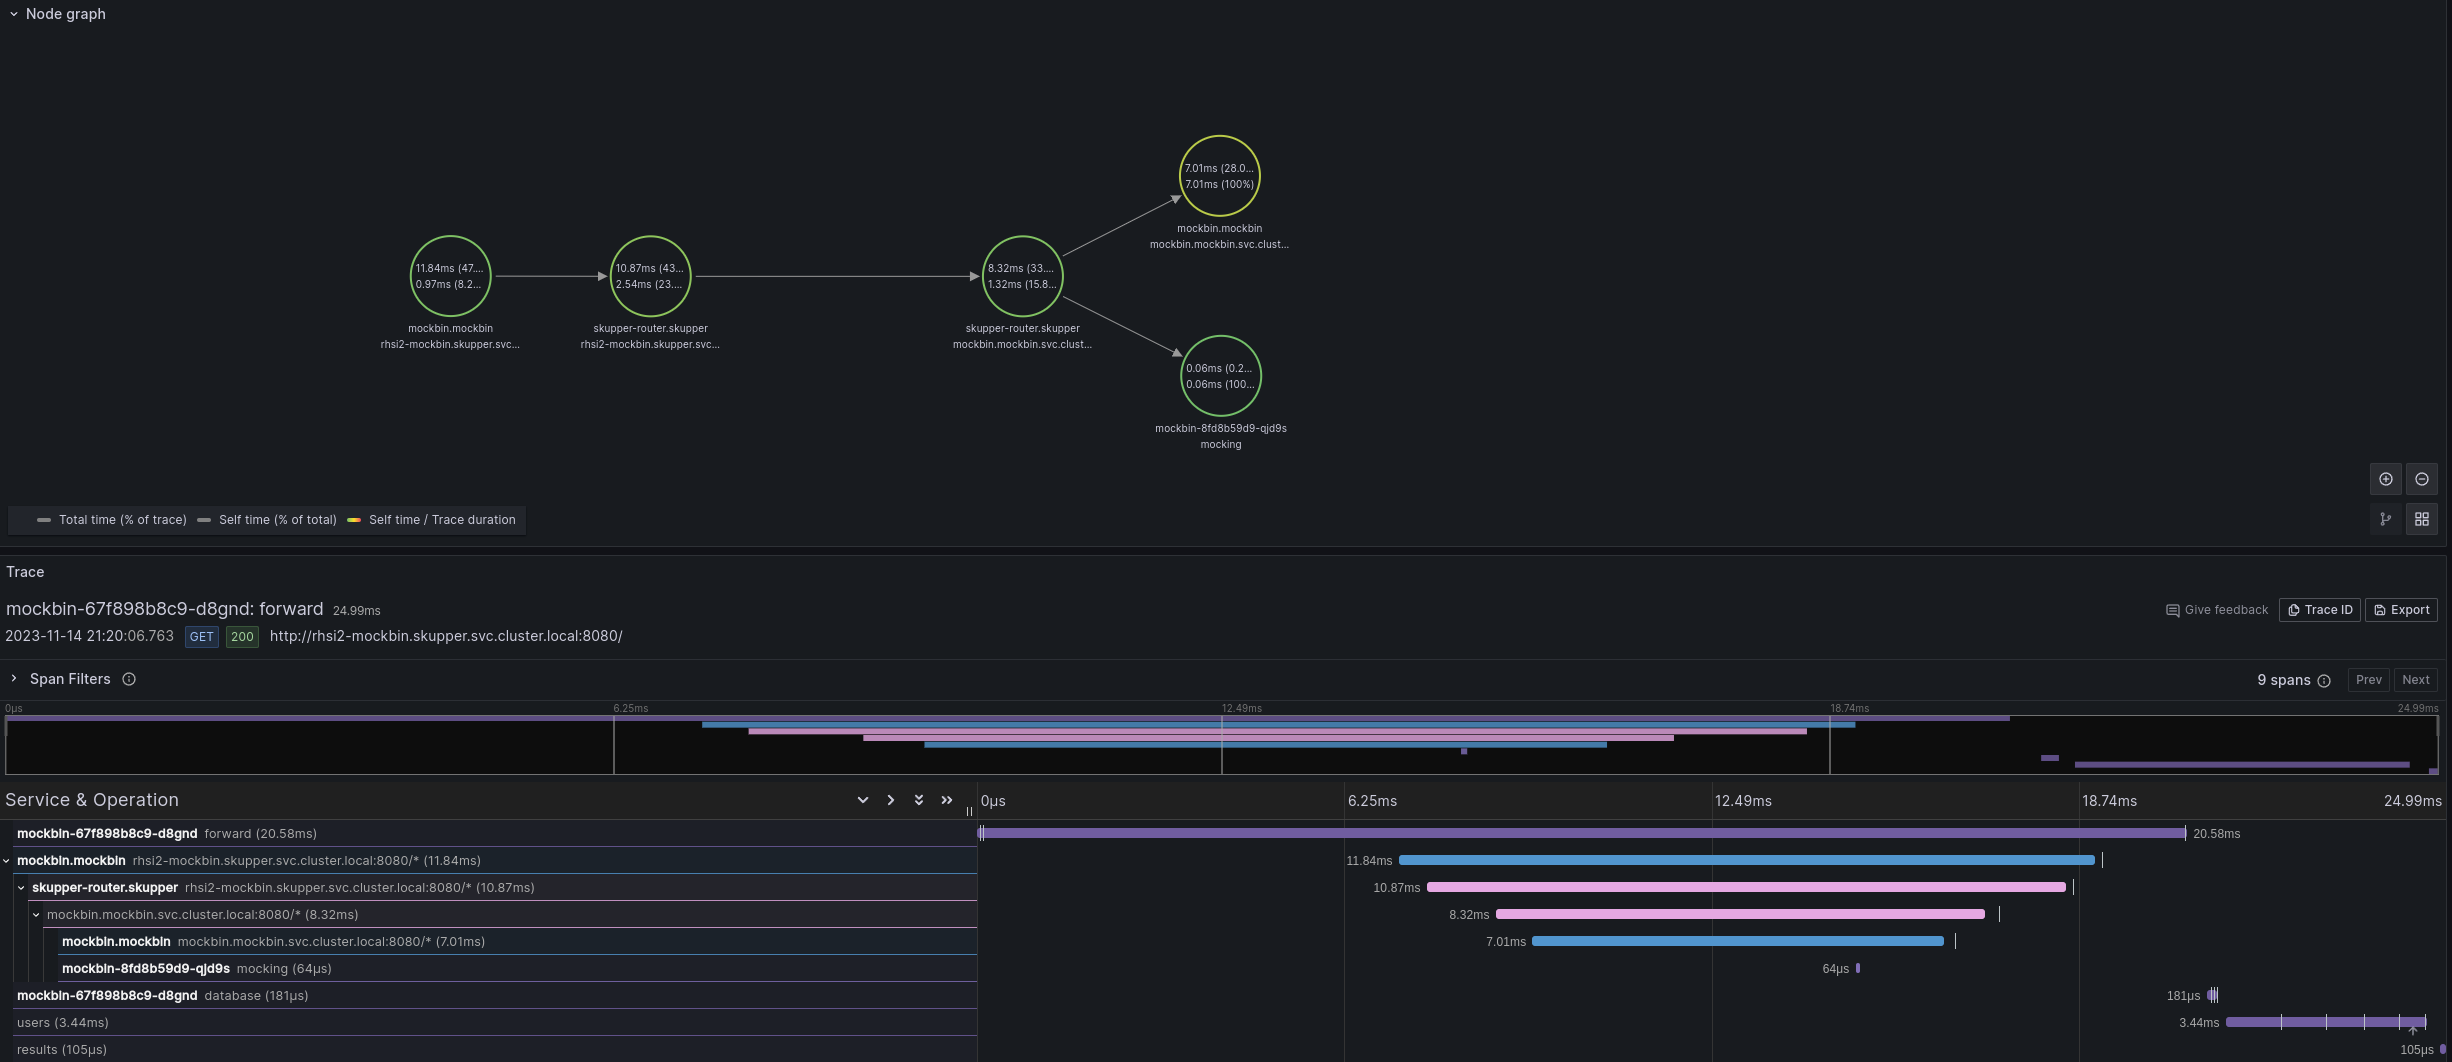 Node graph
7.01ms (28.0...
7.01ms (100%)
mockbin.mockbin
mockbin.mockbin.svc.clust...
11.84ms (47....
0.97ms (8.2...
mockbin.mockbin
rhsi2-mockbin.skupper.svc...
10.87ms (43...
2.54ms (23....
skupper-router.skupper
rhsi2-mockbin.skupper.svc...
8.32ms (33....
1.32ms (15.8...
skupper-router.skupper
mockbin.mockbin.svc.clust...
0.06ms (0.2...
0.06ms (100...
mockbin-8fd8b59d9-qjd9s
mocking
Total time (% of trace) Self time (% of total) Self time / Trace duration
Trace
mockbin-67f898b8c9-d8gnd: forward 24.99ms
Give feedback Trace ID Export
2023-11-14 21:20:06.763 GET 200 http://rhsi2-mockbin.skupper.svc.cluster.local:8080/
Span Filters 9 spans Prev Next
0μs 6.25ms 12.49ms 18.74ms 24.99ms
Service & Operation 0μs 6.25ms 12.49ms 18.74ms 24.99ms
mockbin-67f898b8c9-d8gnd forward (20.58ms) 20.58ms
mockbin.mockbin rhsi2-mockbin.skupper.svc.cluster.local:8080/* (11.84ms) 11.84ms
skupper-router.skupper rhsi2-mockbin.skupper.svc.cluster.local:8080/* (10.87ms) 10.87ms
mockbin.mockbin.svc.cluster.local:8080/* (8.32ms) 8.32ms
mockbin.mockbin mockbin.mockbin.svc.cluster.local:8080/* (7.01ms) 7.01ms
mockbin-8fd8b59d9-qjd9s mocking (64μs) 64μs
mockbin-67f898b8c9-d8gnd database (181μs) 181μs
users (3.44ms) 3.44ms
results (105μs) 105μs